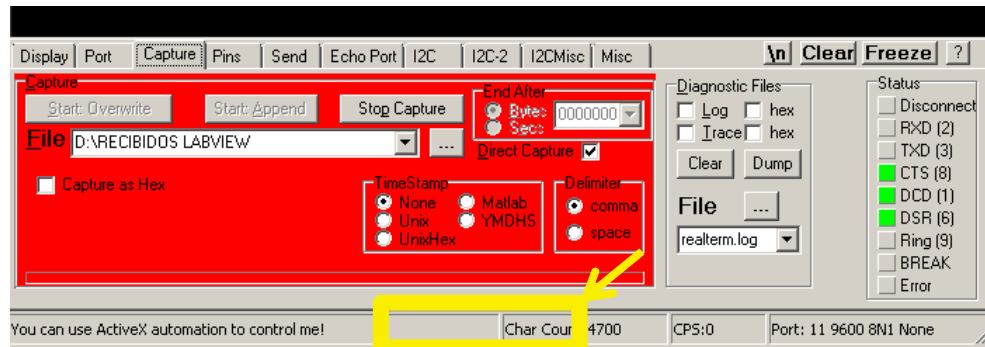 Display Port Capture Pins Send Echo Port I2C I2C-2 I2CMisc Misc \n Clear Freeze ?
Capture
Start: Overwrite Start: Append Stop Capture
End After
Bytes
Secs
0000000
File D:\RECIBIDOS LABVIEW ...
Direct Capture
Capture as Hex
TimeStamp
None Matlab
Unix YMDHS
UnixHex
Delimiter
comma
space
Diagnostic Files
Log hex
Trace hex
Clear Dump
File ...
realterm.log
Status
Disconnect
RXD (2)
TXD (3)
CTS (8)
DCD (1)
DSR (6)
Ring (9)
BREAK
Error
You can use ActiveX automation to control me! Char Coun 4700 CPS:0 Port: 11 9600 8N1 None